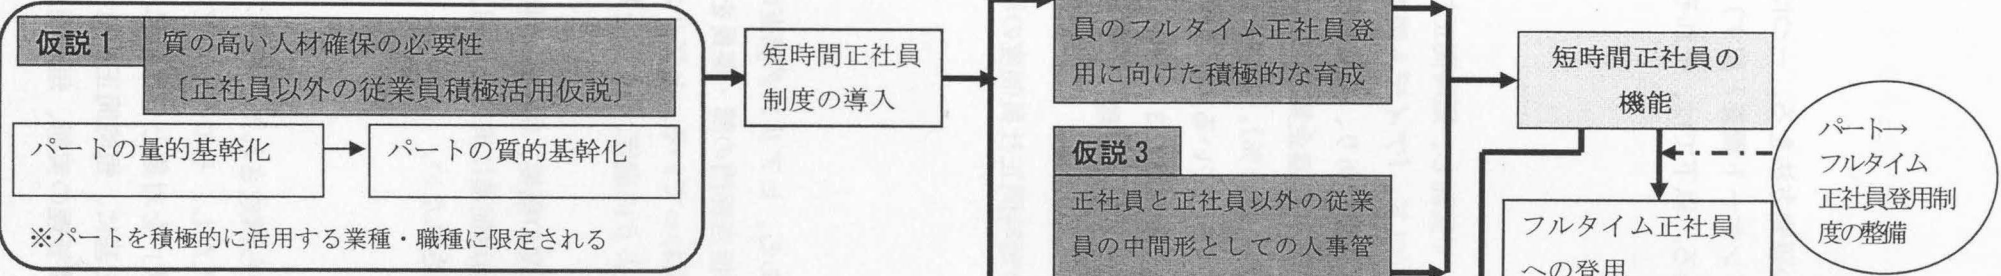 仮説1
質の高い人材確保の必要性
〔正社員以外の従業員積極活用仮説〕
パートの量的基幹化
パートの質的基幹化
※パートを積極的に活用する業種・職種に限定される
短時間正社員
制度の導入
員のフルタイム正社員登
用に向けた積極的な育成
仮説3
正社員と正社員以外の従業
員の中間形としての人事管
短時間正社員の
機能
フルタイム正社員
への登用
パート→
フルタイム
正社員登用制
度の整備